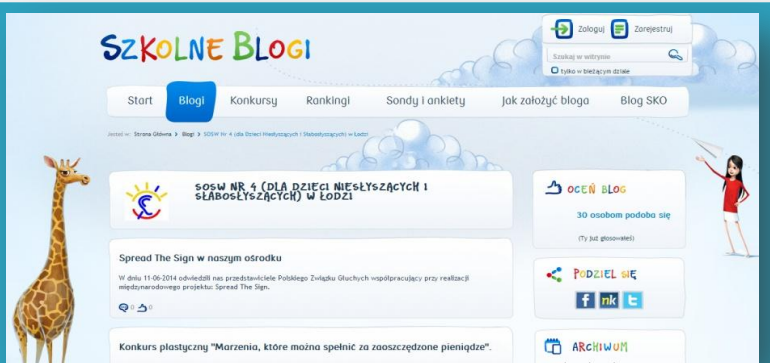 SZKOLNE BLOGI
Zaloguj Zarejestruj
Szukaj w witrynie
tylko w bieżącym dziale
Start Blogi Konkursy Rankingi Sondy i ankiety Jak założyć bloga Blog SKO
Jesteś w: Strona Główna > Blogi > SOSW Nr 4 (dla Dzieci Niesłyszących i Słabosłyszących) w Łodzi
SOSW NR 4 (DLA DZIECI NIESŁYSZĄCYCH I
SŁABOSŁYSZĄCYCH) W ŁODZI
OCEŃ BLOG
30 osobom podoba się
(Ty już głosowałeś)
Spread The Sign w naszym ośrodku
W dniu 11-06-2014 odwiedzili nas przedstawiciele Polskiego Związku Głuchych współpracujący przy realizacji
międzynarodowego projektu: Spread The Sign.
0 0
PODZIEL SIĘ
f nk t
Konkurs plastyczny "Marzenia, które można spełnić za zaoszczędzone pieniądze".
ARCHIWUM